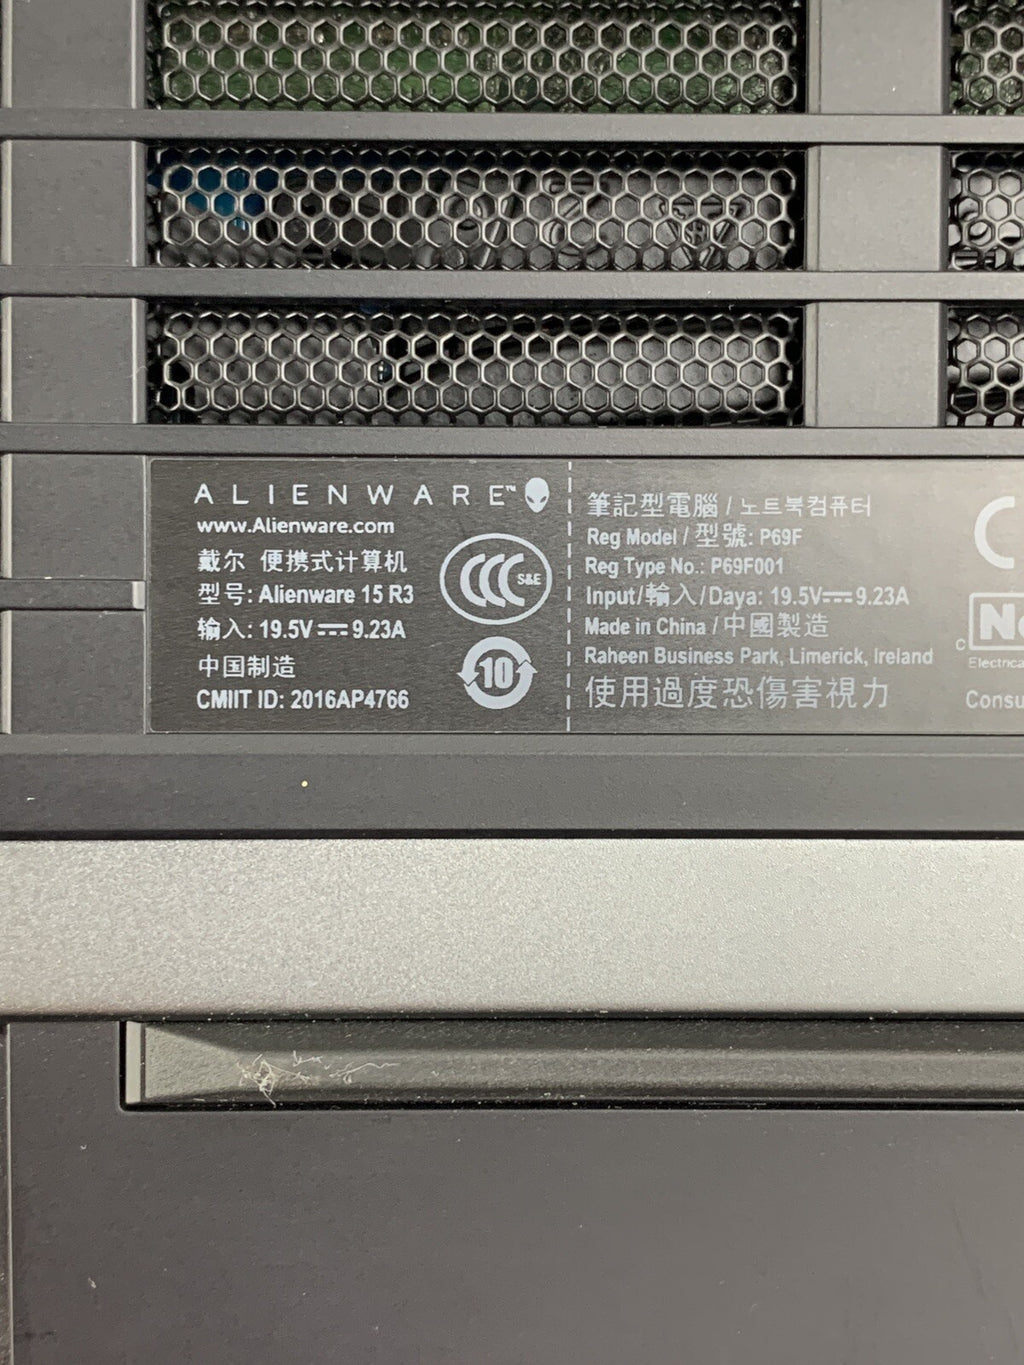 ALIENWARE™
www.Alienware.com
戴尔 便携式计算机
型号: Alienware 15 R3
输入: 19.5V⎓9.23A
中国制造
CMIIT ID: 2016AP4766
CCC S&E
10
筆記型電腦 / 노트북컴퓨터
Reg Model / 型號: P69F
Reg Type No.: P69F001
Input/輸入/Daya: 19.5V⎓9.23A
Made in China / 中國製造
Raheen Business Park, Limerick, Ireland
使用過度恐傷害視力
C